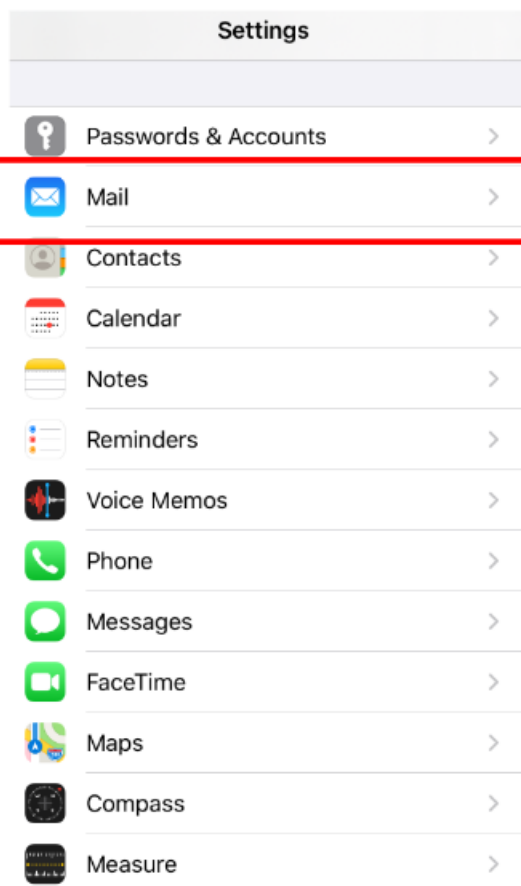 Settings
Passwords & Accounts
Mail
Contacts
Calendar
Notes
Reminders
Voice Memos
Phone
Messages
FaceTime
Maps
Compass
Measure